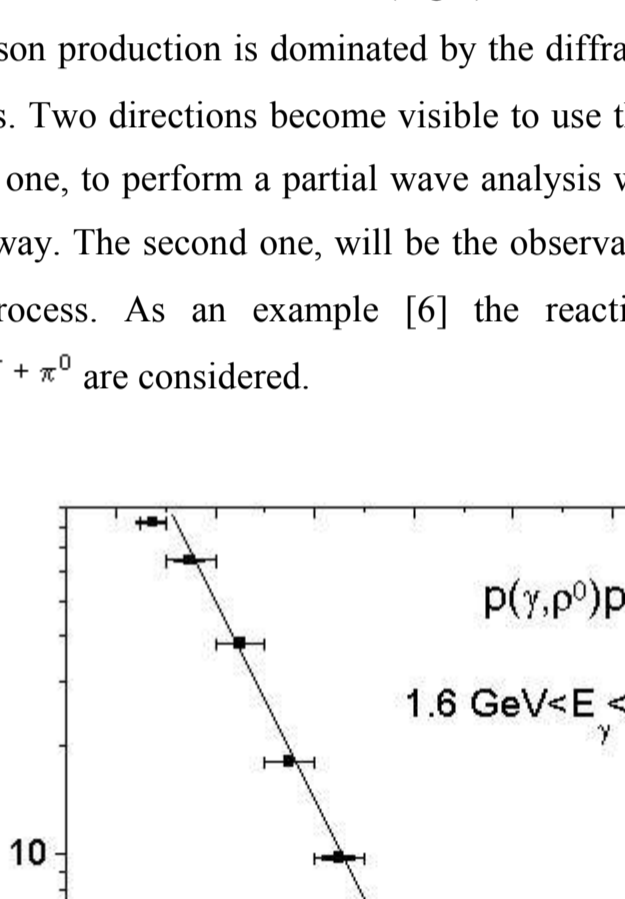 son production is dominated by the diffra
s. Two directions become visible to use t
one, to perform a partial wave analysis
way. The second one, will be the observa
rocess. As an example [6] the reacti
+ π⁰ are considered.
p(γ,ρ⁰)p
1.6 GeV<E <
γ
10